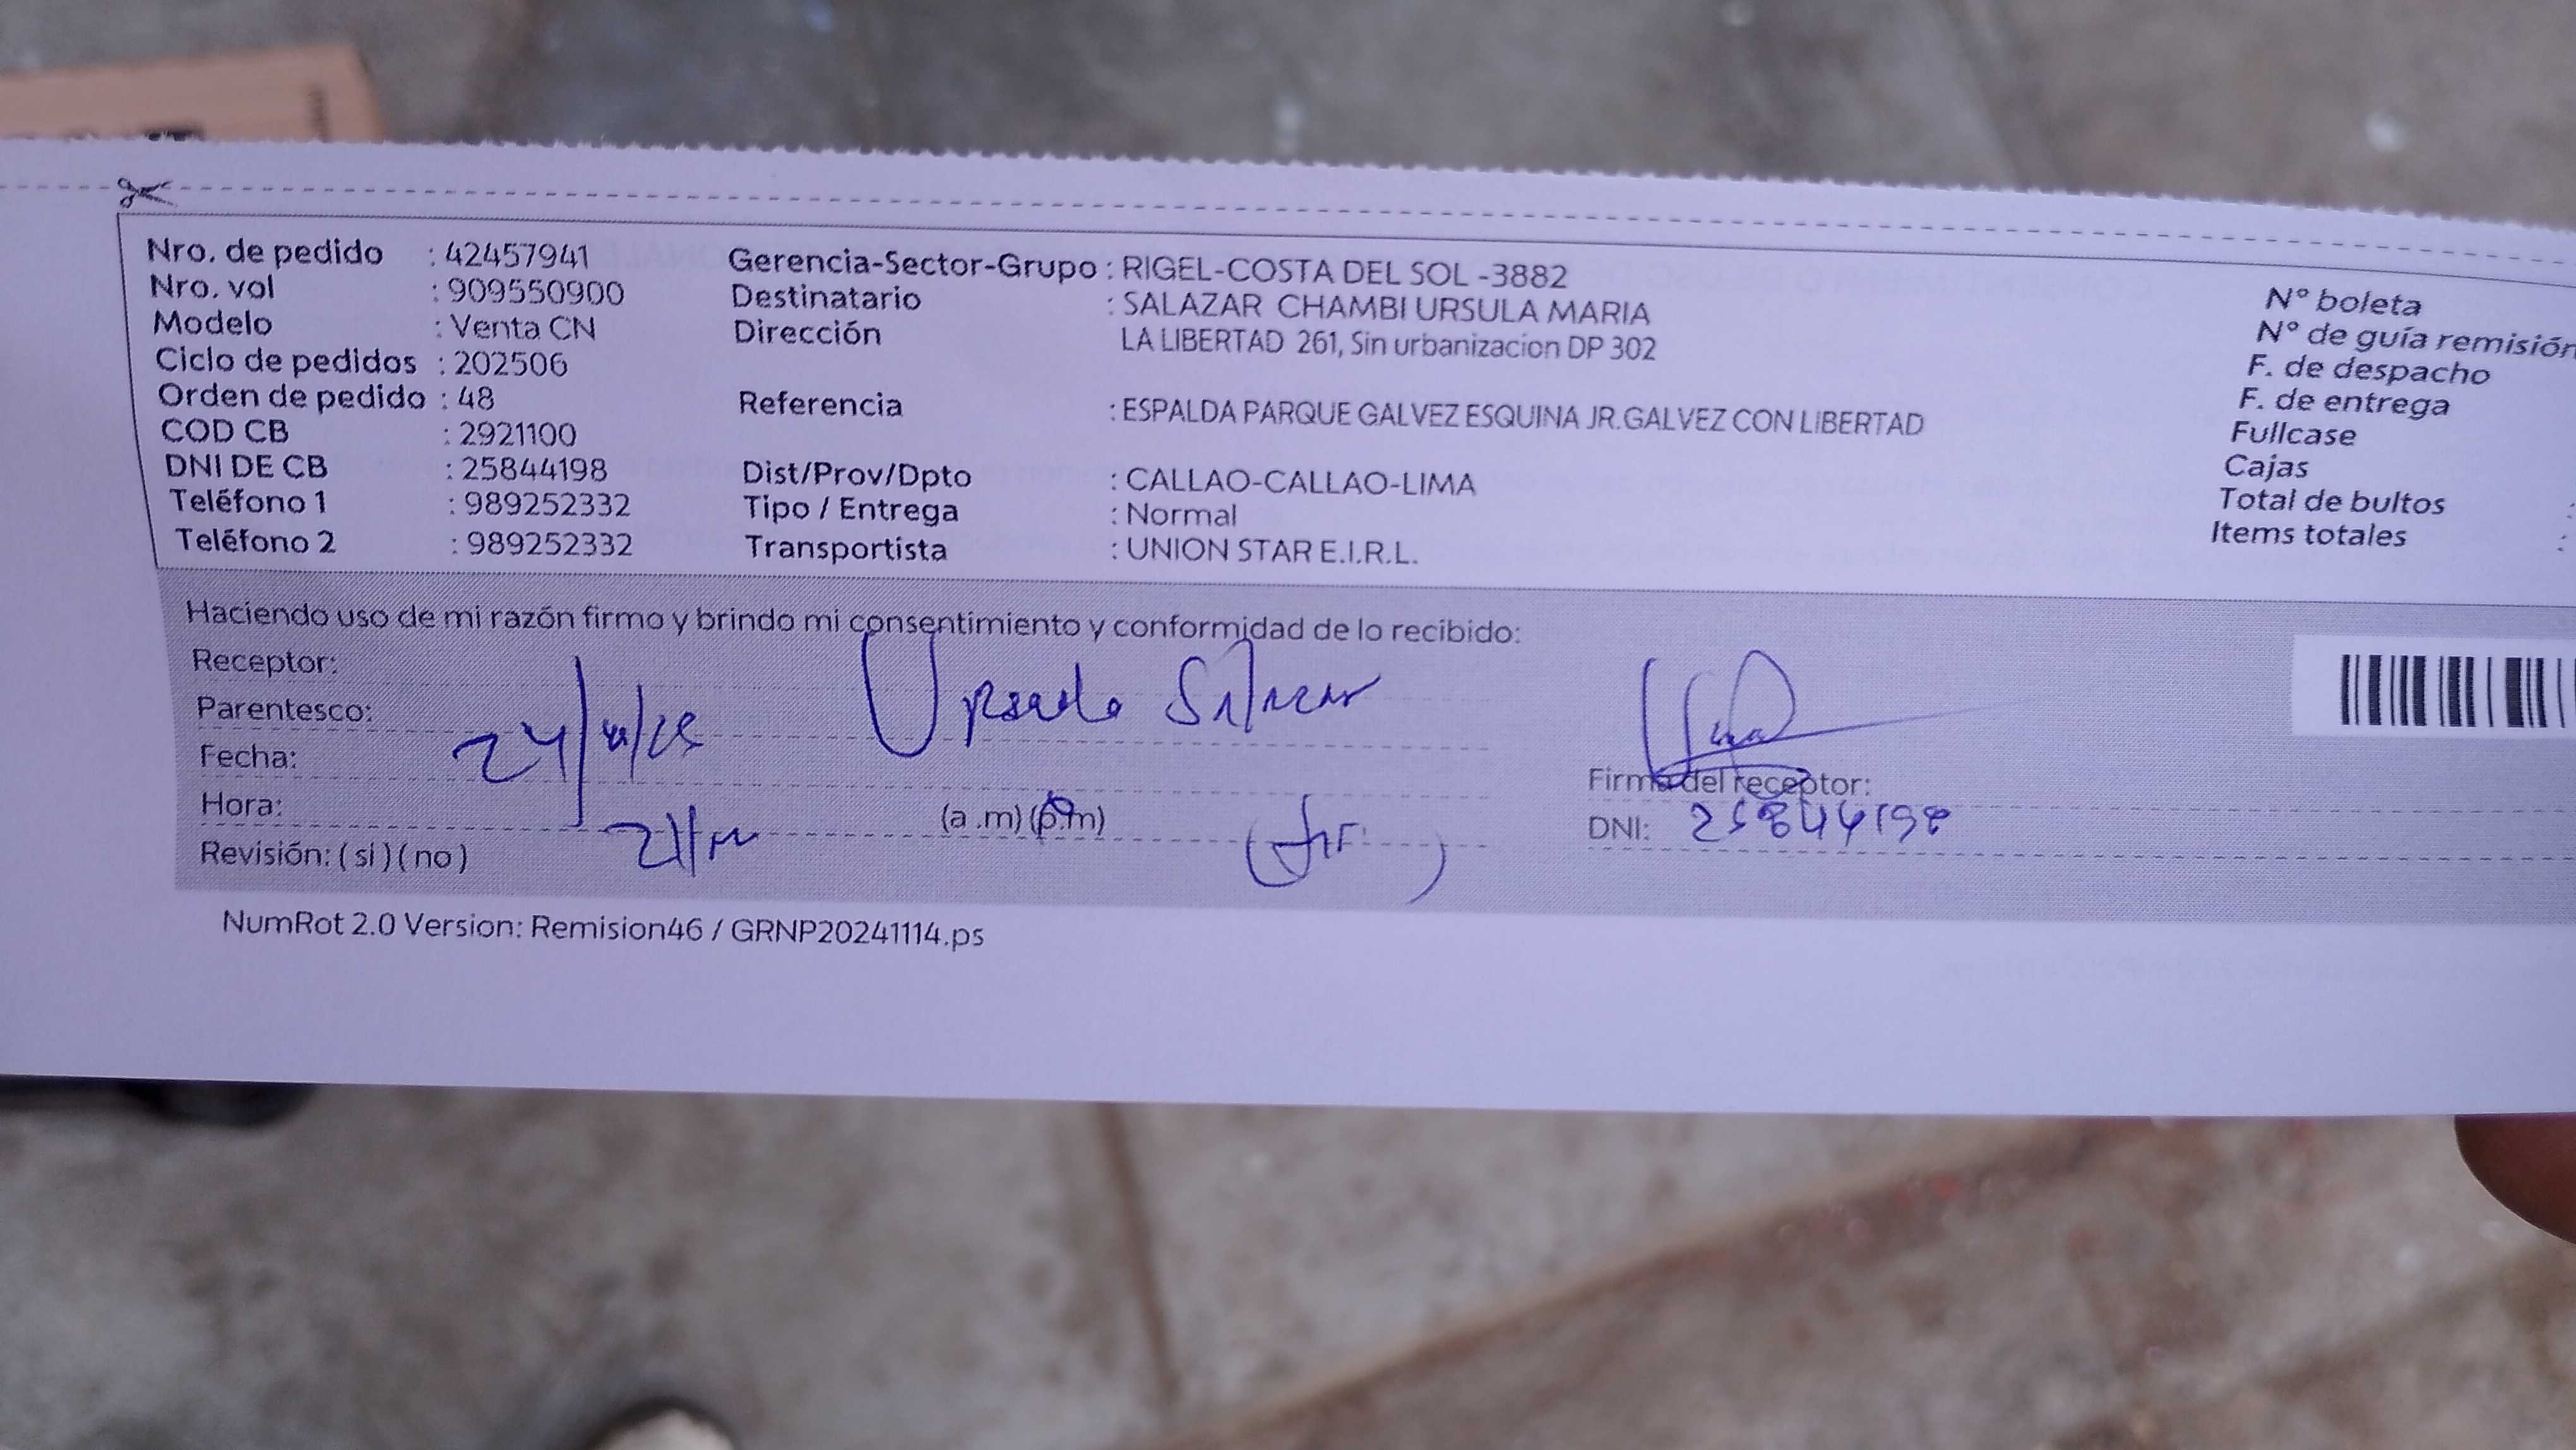 Nro. de pedido : 42457941
Nro. vol : 909550900
Modelo : Venta CN
Ciclo de pedidos : 202506
Orden de pedido : 48
COD CB : 2921100
DNI DE CB : 25844198
Teléfono 1 : 989252332
Teléfono 2 : 989252332
Gerencia-Sector-Grupo : RIGEL-COSTA DEL SOL -3882
Destinatario : SALAZAR CHAMBI URSULA MARIA
Dirección LA LIBERTAD 261, Sin urbanizacion DP 302
Referencia : ESPALDA PARQUE GALVEZ ESQUINA JR.GALVEZ CON LIBERTAD
Dist/Prov/Dpto : CALLAO-CALLAO-LIMA
Tipo / Entrega : Normal
Transportista : UNION STAR E.I.R.L.
N° boleta
N° de guía remisión
F. de despacho
F. de entrega
Fullcase
Cajas
Total de bultos :
Items totales :
Haciendo uso de mi razón firmo y brindo mi consentimiento y conformidad de lo recibido:
Receptor: Ursula Salazar
Parentesco:
Fecha: 24/
Hora: (a .m) (p.m)
Revisión: ( si ) ( no )
Firma del receptor:
DNI: 25844198
NumRot 2.0 Version: Remision46 / GRNP20241114.ps